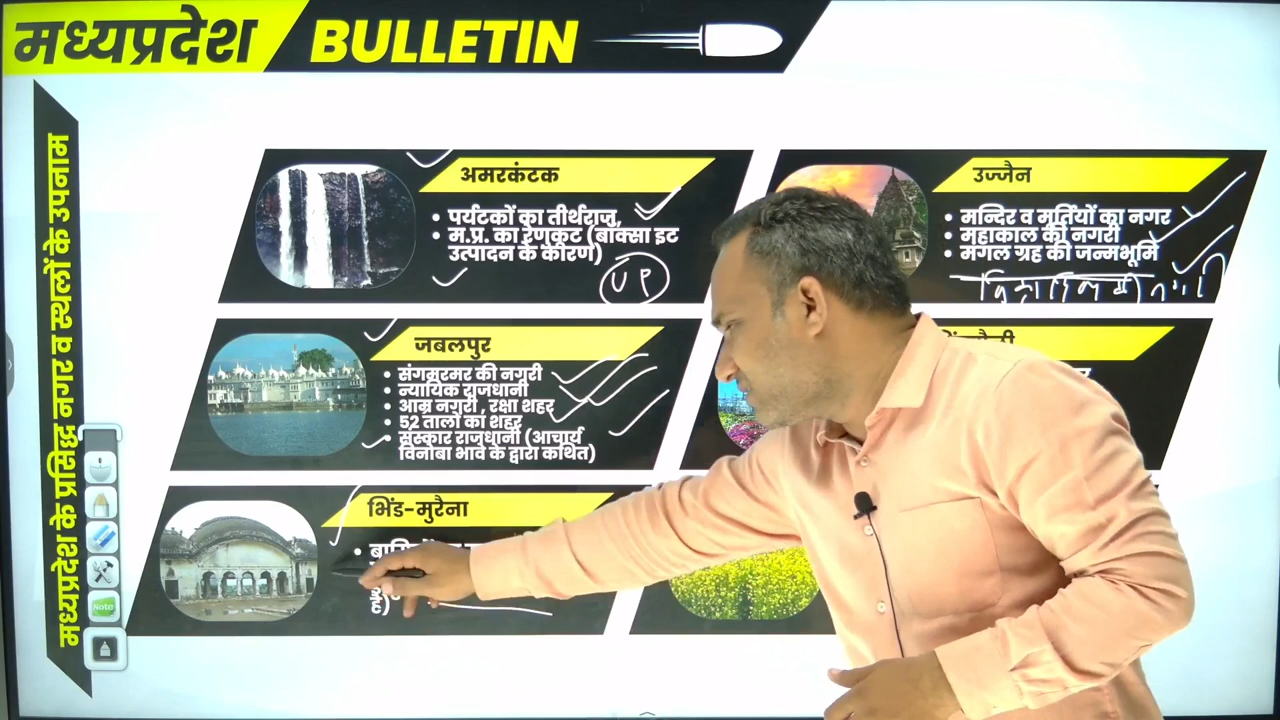 मध्यप्रदेश BULLETIN
मध्यप्रदेश के प्रसिद्ध नगर व स्थलों के उपनाम
अमरकंटक
• पर्यटकों का तीर्थराज,
• म.प्र. का रेणुकूट (बॉक्सा इट
उत्पादन के कारण)
UP
उज्जैन
• मन्दिर व मूर्तियों का नगर
• महाकाल की नगरी
• मंगल ग्रह की जन्मभूमि
जबलपुर
• संगमरमर की नगरी
• न्यायिक राजधानी
• आम्र नगरी , रक्षा शहर
• 52 तालों का शहर
• संस्कार राजधानी (आचार्य
विनोबा भावे के द्वारा कथित)
भिंड-मुरैना
है)
Note